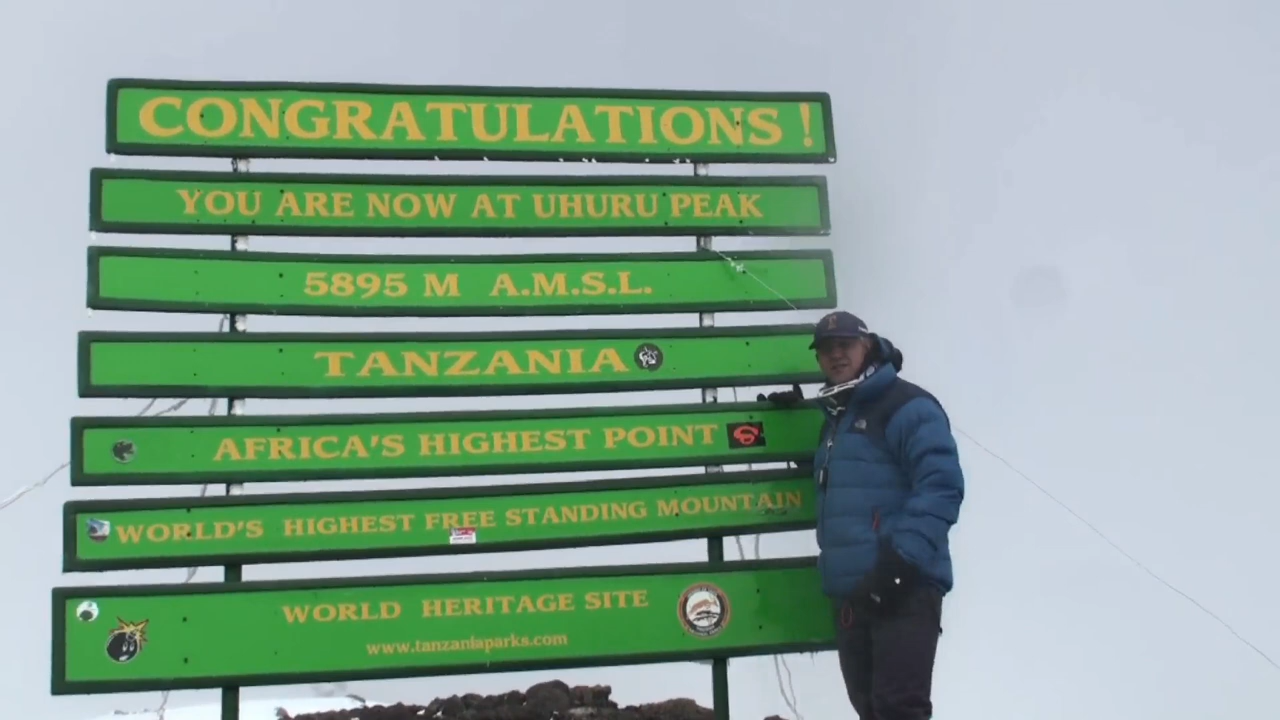 CONGRATULATIONS !
YOU ARE NOW AT UHURU PEAK
5895 M A.M.S.L.
TANZANIA
AFRICA'S HIGHEST POINT
WORLD'S HIGHEST FREE STANDING MOUNTAIN
WORLD HERITAGE SITE
www.tanzaniaparks.com